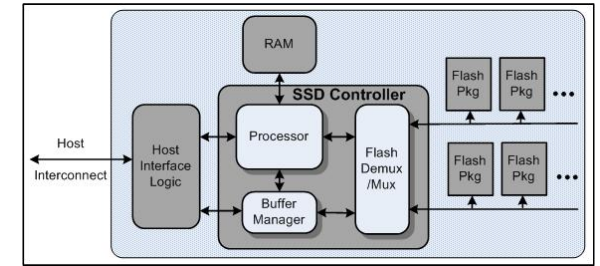 RAM
SSD Controller
Flash
Pkg
Flash
Pkg
...
Host
Interconnect
Host
Interface
Logic
Processor
Flash
Demux
/Mux
Buffer
Manager
Flash
Pkg
Flash
Pkg
...